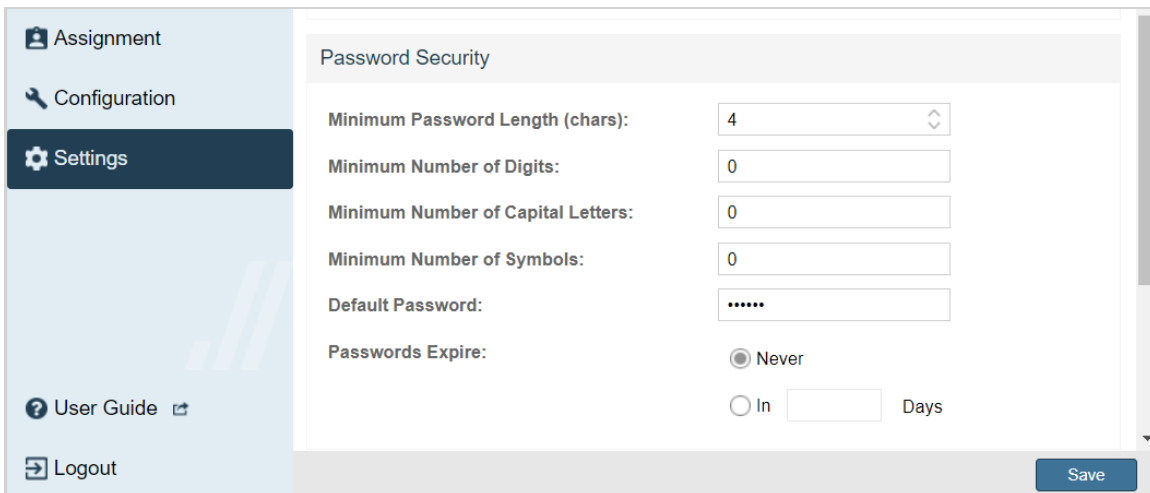 Assignment
Configuration
Settings
User Guide
Logout
Password Security
Minimum Password Length (chars): 4
Minimum Number of Digits: 0
Minimum Number of Capital Letters: 0
Minimum Number of Symbols: 0
Default Password: ••••••
Passwords Expire: Never
In Days
Save